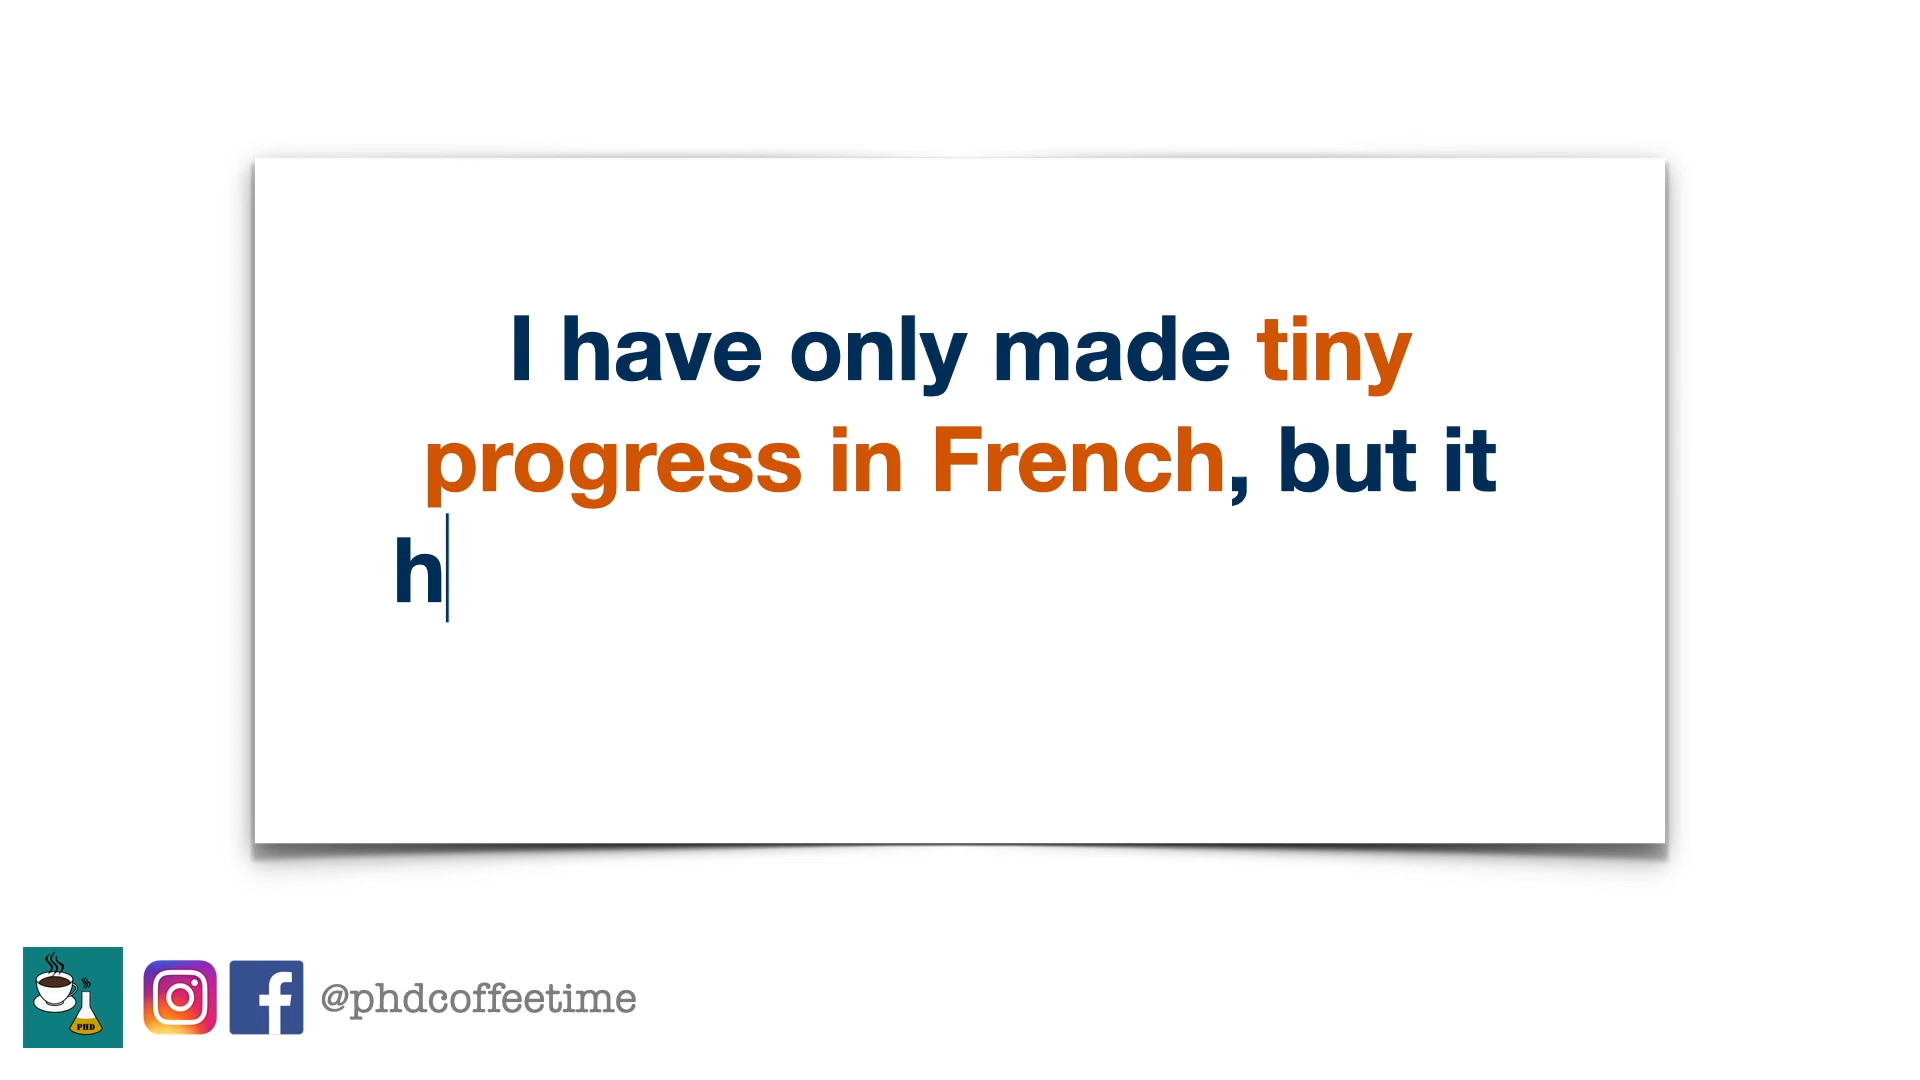 I have only made tiny
progress in French, but it
h
PHD
@phdcoffeetime